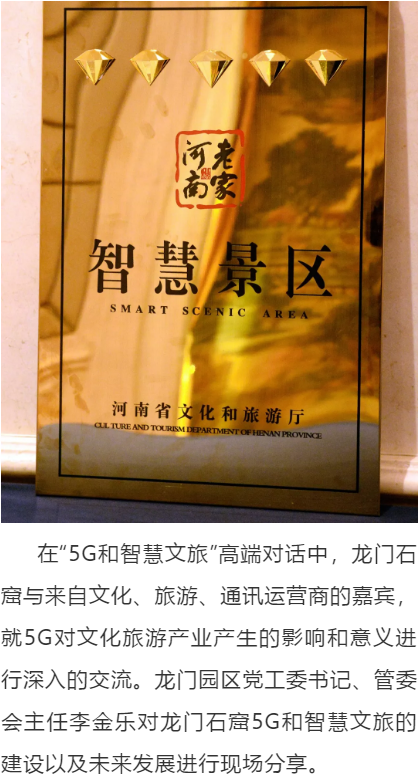 老家
河南
智慧景区
SMART SCENIC AREA
河南省文化和旅游厅
CULTURE AND TOURISM DEPARTMENT OF HENAN PROVINCE
在“5G和智慧文旅”高端对话中，龙门石
窟与来自文化、旅游、通讯运营商的嘉宾，
就5G对文化旅游产业产生的影响和意义进
行深入的交流。龙门园区党工委书记、管委
会主任李金乐对龙门石窟5G和智慧文旅的
建设以及未来发展进行现场分享。